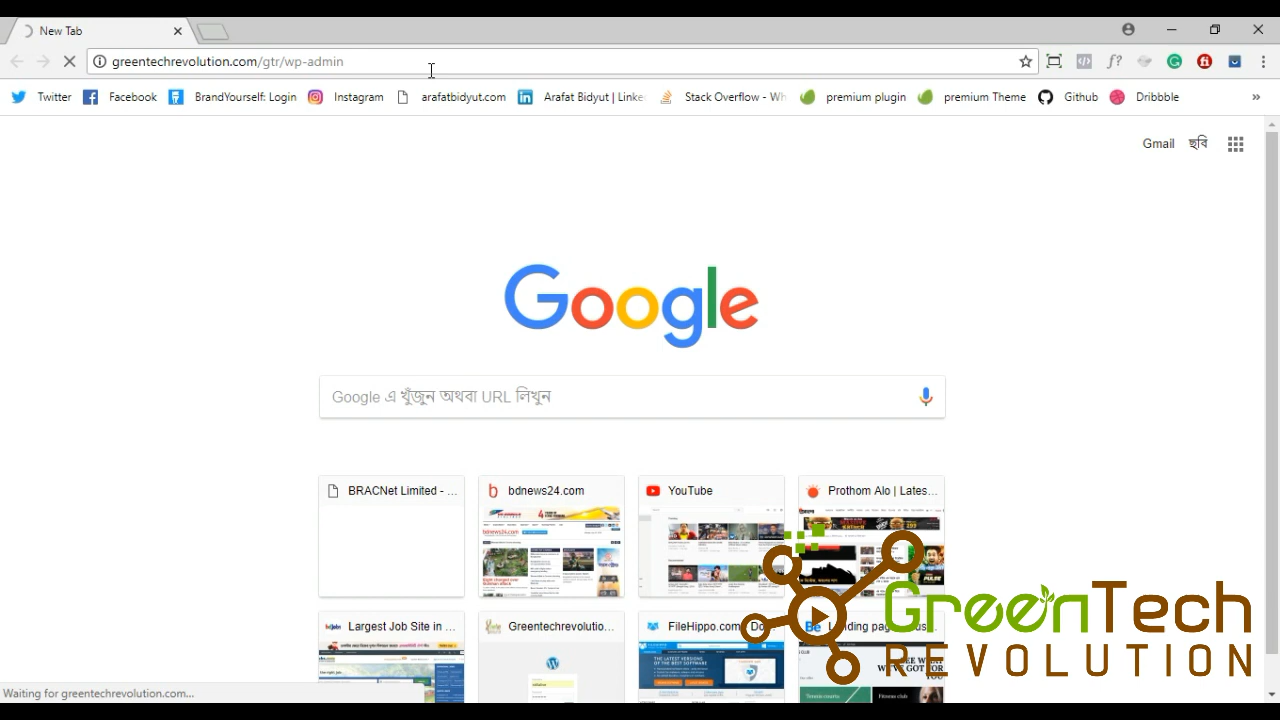 New Tab
greentechrevolution.com/gtr/wp-admin
Twitter Facebook BrandYourself: Login Instagram arafatbidyut.com Arafat Bidyut | Linke Stack Overflow - Wh premium plugin premium Theme Github Dribbble »
Gmail ছবি
Google
Google এ খুঁজুন অথবা URL লিখুন
BRACNet Limited - ... bdnews24.com YouTube Prothom Alo | Lates...
Largest Job Site in ... Greentechrevolutio... FileHippo.com
GreenTech
REVOLUTION
Waiting for greentechrevolution.com...